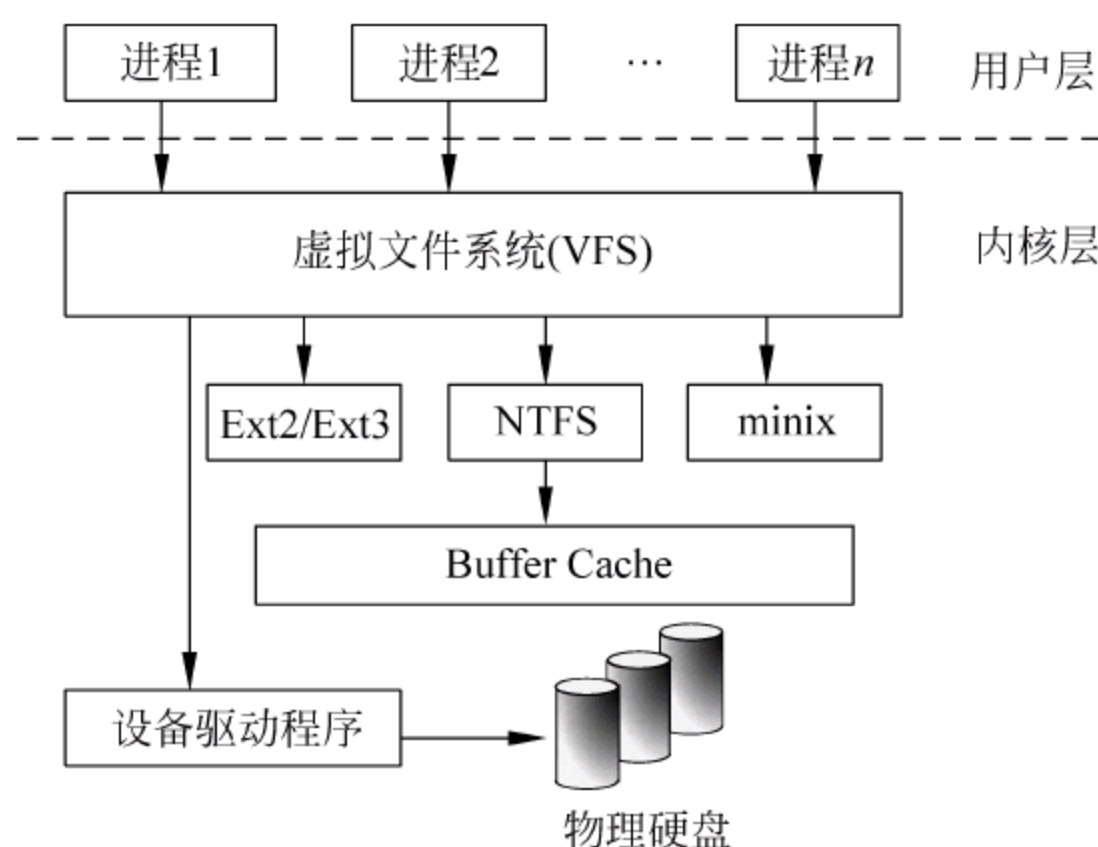 进程1 进程2 … 进程n 用户层
虚拟文件系统(VFS) 内核层
Ext2/Ext3 NTFS minix
Buffer Cache
设备驱动程序
物理硬盘